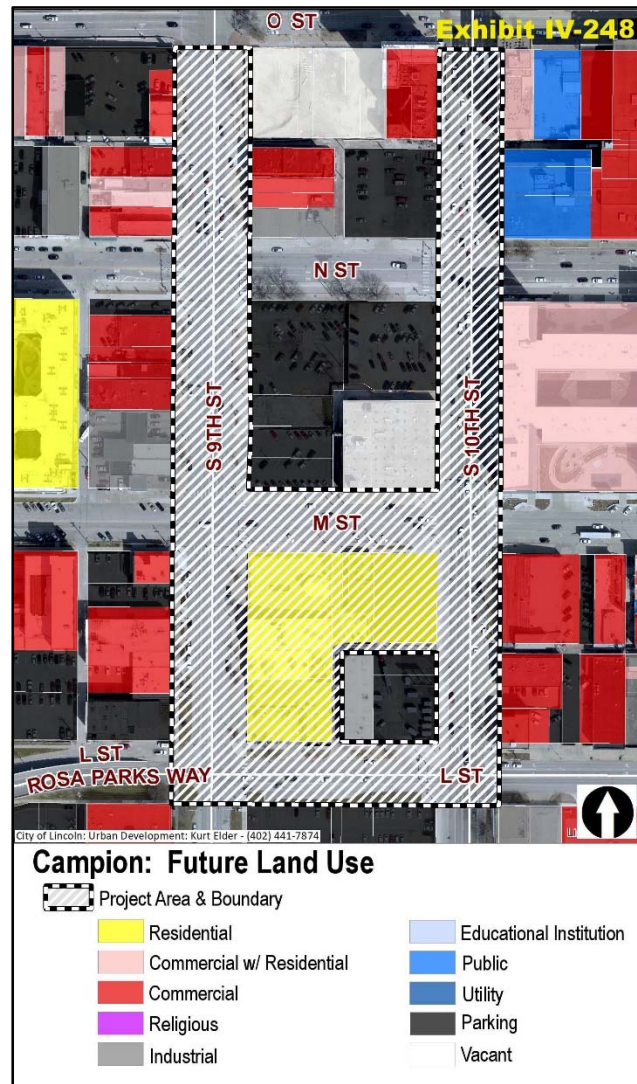 O ST
Exhibit IV-248
N ST
S 9TH ST
S 10TH ST
M ST
L ST
ROSA PARKS WAY
L ST
City of Lincoln: Urban Development: Kurt Elder - (402) 441-7874
Campion: Future Land Use
Project Area & Boundary
Residential
Commercial w/ Residential
Commercial
Religious
Industrial
Educational Institution
Public
Utility
Parking
Vacant